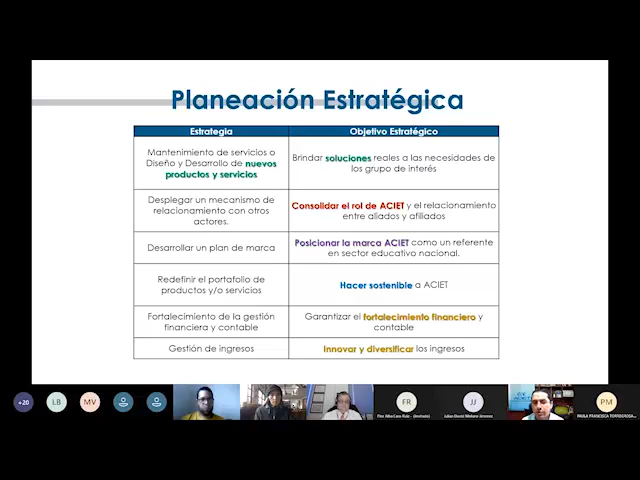 Planeación Estratégica
Estrategia
Objetivo Estratégico
Mantenimiento de servicios o
Diseño y Desarrollo de nuevos
productos y servicios
Brindar soluciones reales a las necesidades de
los grupo de interés
Desplegar un mecanismo de
relacionamiento con otros
actores.
Consolidar el rol de ACIET y el relacionamiento
entre aliados y afiliados
Desarrollar un plan de marca
Posicionar la marca ACIET como un referente
en sector educativo nacional.
Redefinir el portafolio de
productos y/o servicios
Hacer sostenible a ACIET
Fortalecimiento de la gestión
financiera y contable
Garantizar el fortalecimiento financiero y
contable
Gestión de ingresos
Innovar y diversificar los ingresos
+20
LB
MV
FR
JJ
PM